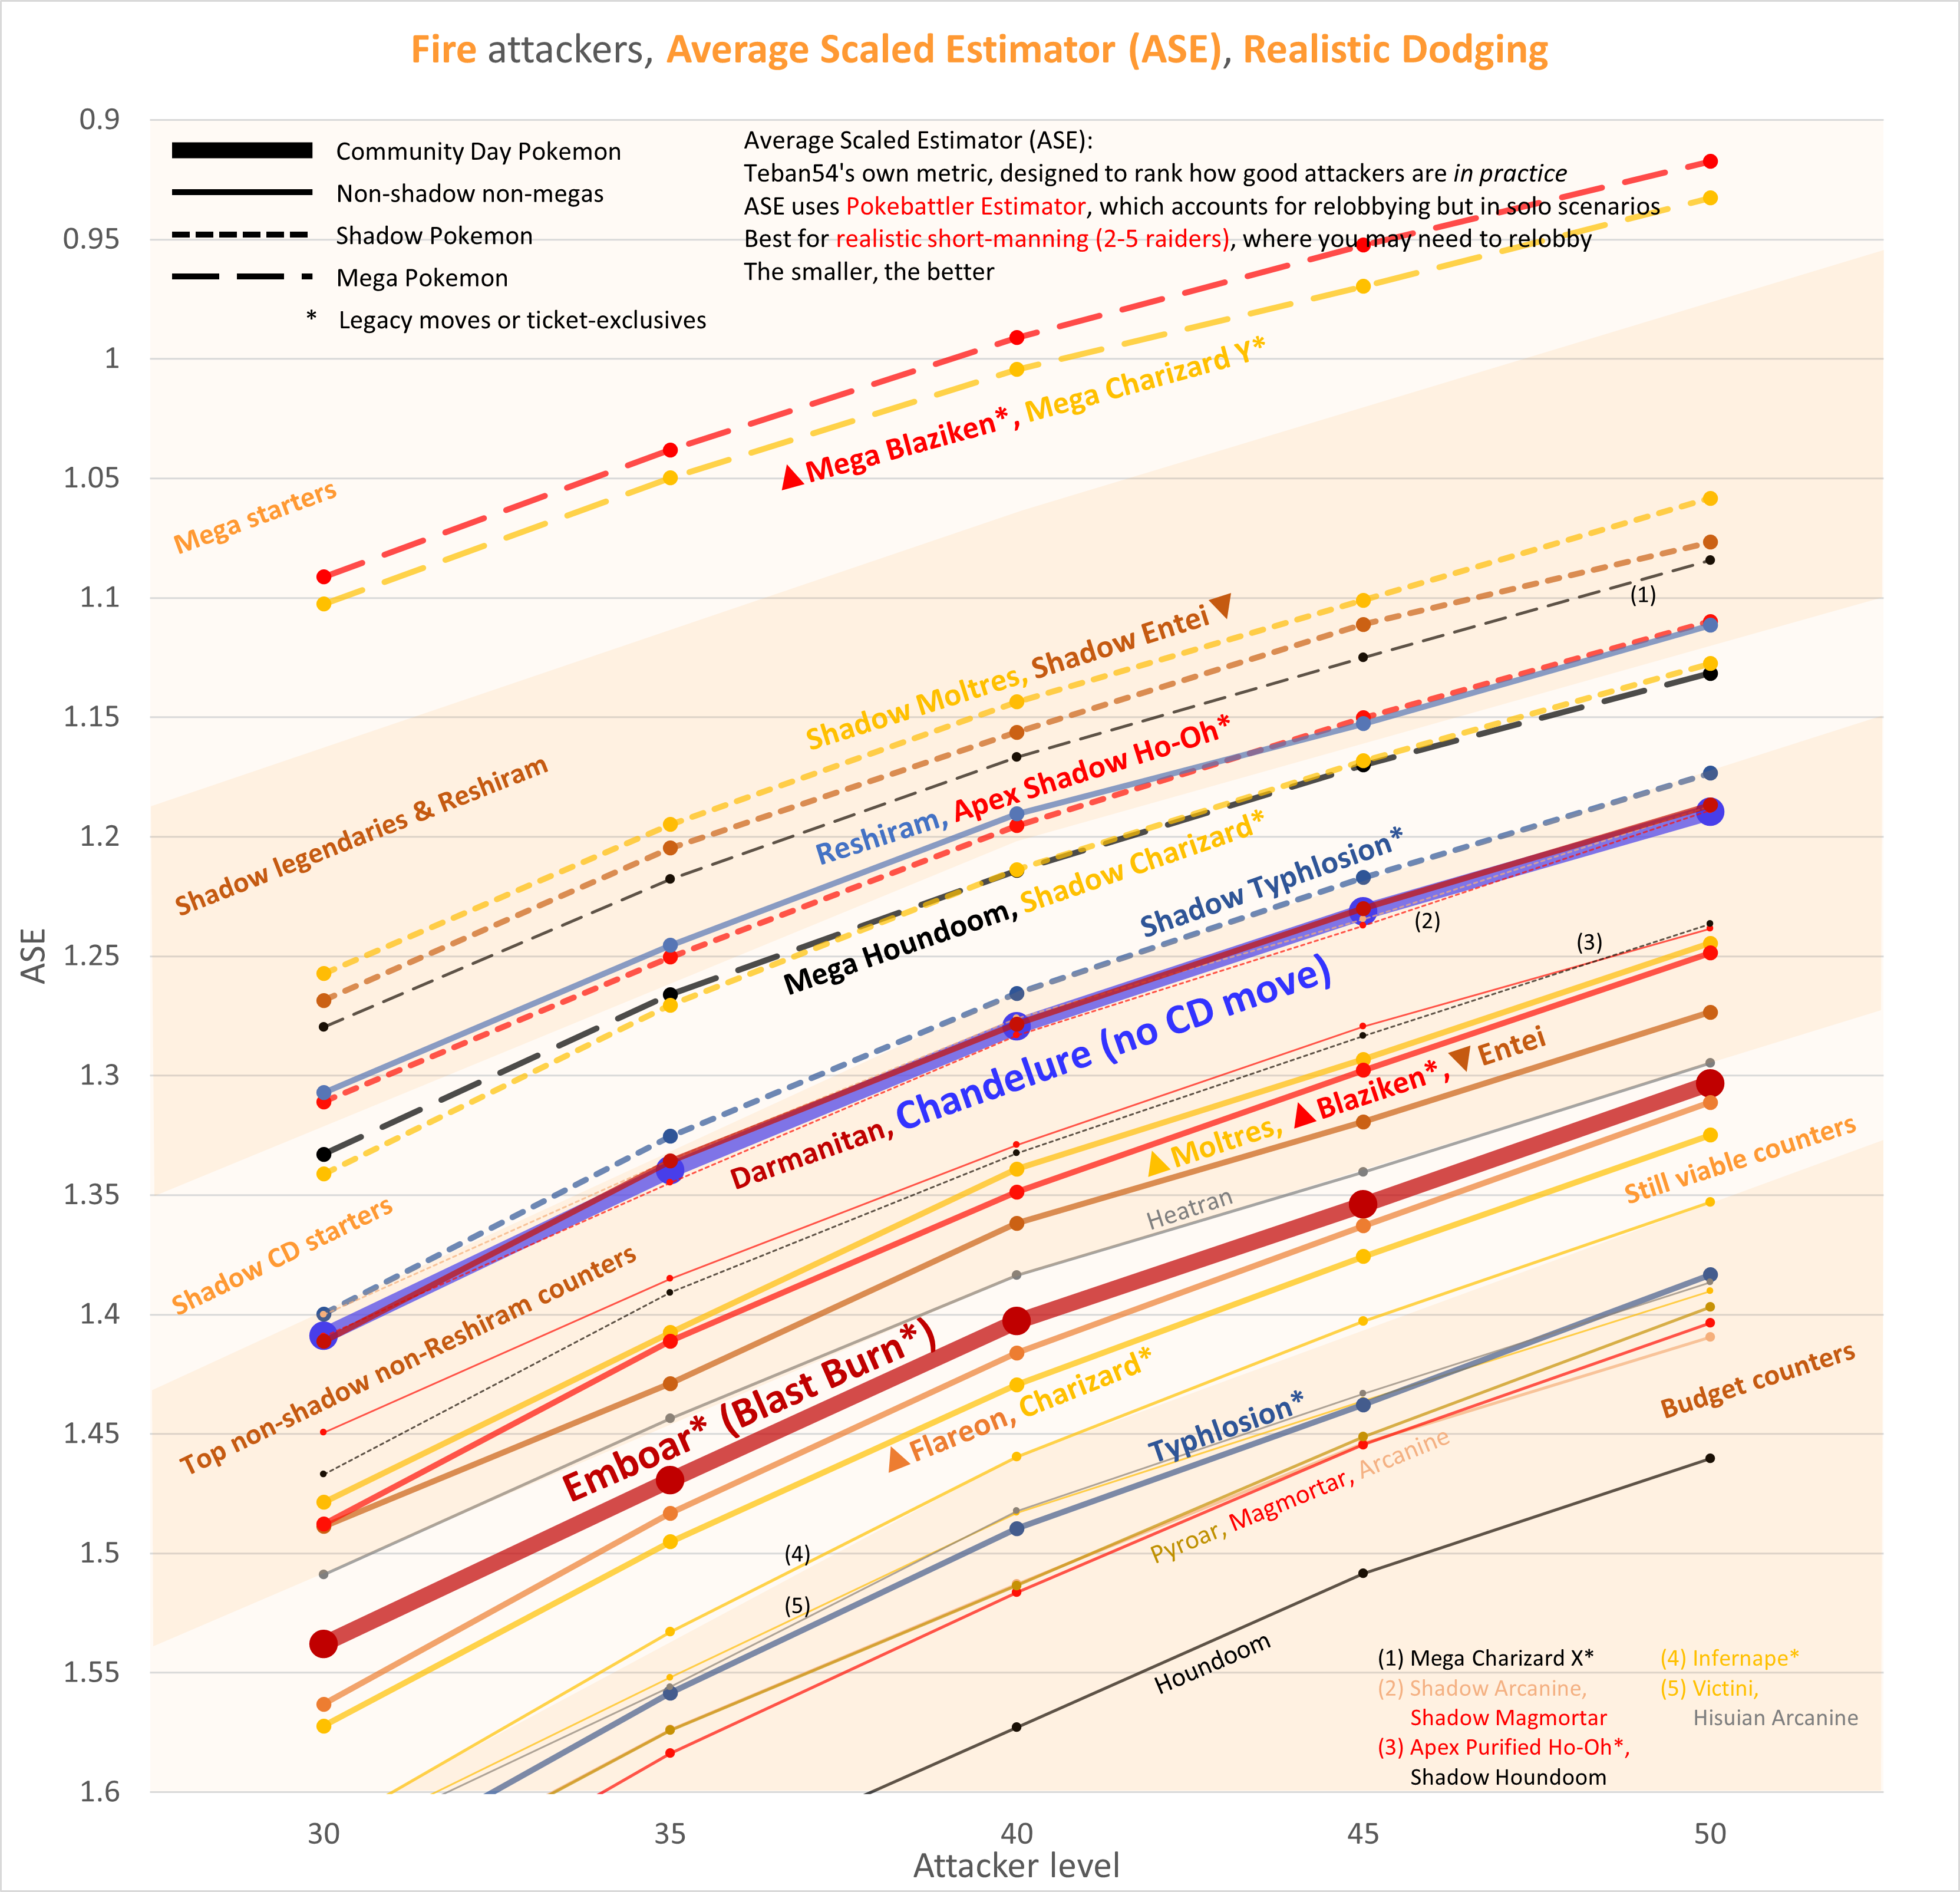 Fire attackers, Average Scaled Estimator (ASE), Realistic Dodging
Community Day Pokemon
Non-shadow non-megas
Shadow Pokemon
Mega Pokemon
* Legacy moves or ticket-exclusives
Average Scaled Estimator (ASE):
Teban54's own metric, designed to rank how good attackers are in practice
ASE uses Pokebattler Estimator, which accounts for relobbying but in solo scenarios
Best for realistic short-manning (2-5 raiders), where you may need to relobby
The smaller, the better
ASE
0.9
0.95
1
1.05
1.1
1.15
1.2
1.25
1.3
1.35
1.4
1.45
1.5
1.55
1.6
Mega starters
▲Mega Blaziken*, Mega Charizard Y*
Shadow Moltres, Shadow Entei▼
(1)
Shadow legendaries & Reshiram
Reshiram, Apex Shadow Ho-Oh*
Mega Houndoom, Shadow Charizard*
Shadow Typhlosion*
(2)
(3)
Darmanitan, Chandelure (no CD move)
Shadow CD starters
▲Moltres, ▲Blaziken*, ▼Entei
Heatran
Still viable counters
Top non-shadow non-Reshiram counters
Emboar* (Blast Burn*)
▲Flareon, Charizard*
Typhlosion*
Budget counters
Pyroar, Magmortar, Arcanine
(4)
(5)
Houndoom
(1) Mega Charizard X*
(2) Shadow Arcanine,
Shadow Magmortar
(3) Apex Purified Ho-Oh*,
Shadow Houndoom
(4) Infernape*
(5) Victini,
Hisuian Arcanine
30
35
40
45
50
Attacker level